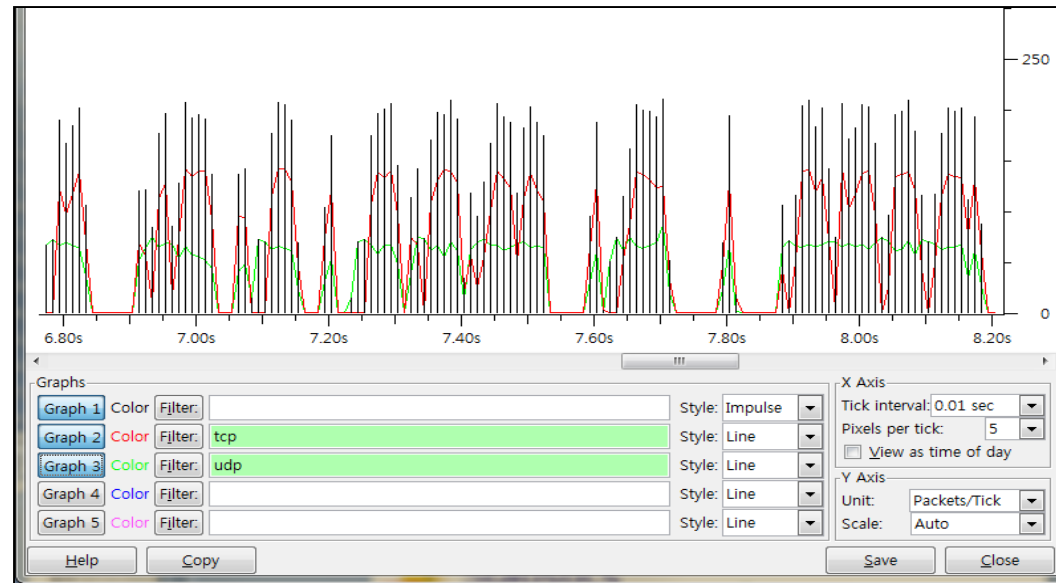 250
0
6.80s 7.00s 7.20s 7.40s 7.60s 7.80s 8.00s 8.20s
Graphs
Graph 1 Color Filter: Style: Impulse
Graph 2 Color Filter: tcp Style: Line
Graph 3 Color Filter: udp Style: Line
Graph 4 Color Filter: Style: Line
Graph 5 Color Filter: Style: Line
X Axis
Tick interval: 0.01 sec
Pixels per tick: 5
View as time of day
Y Axis
Unit: Packets/Tick
Scale: Auto
Help Copy Save Close